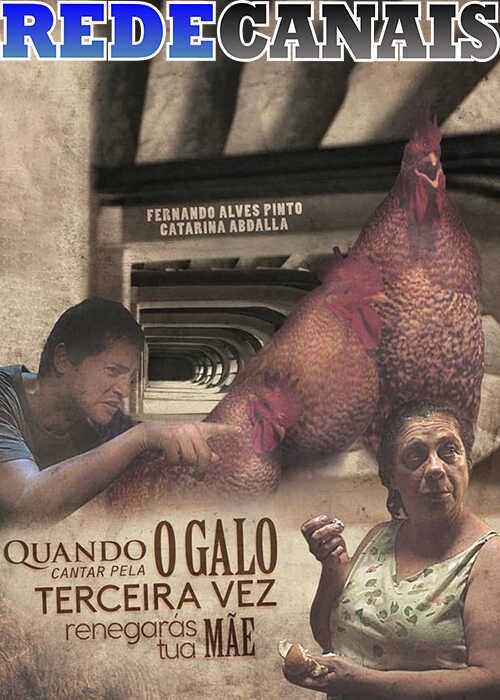 REDECANAIS
FERNANDO ALVES PINTO
CATARINA ABDALLA
QUANDO O GALO
CANTAR PELA
TERCEIRA VEZ
renegarás
tua MÃE